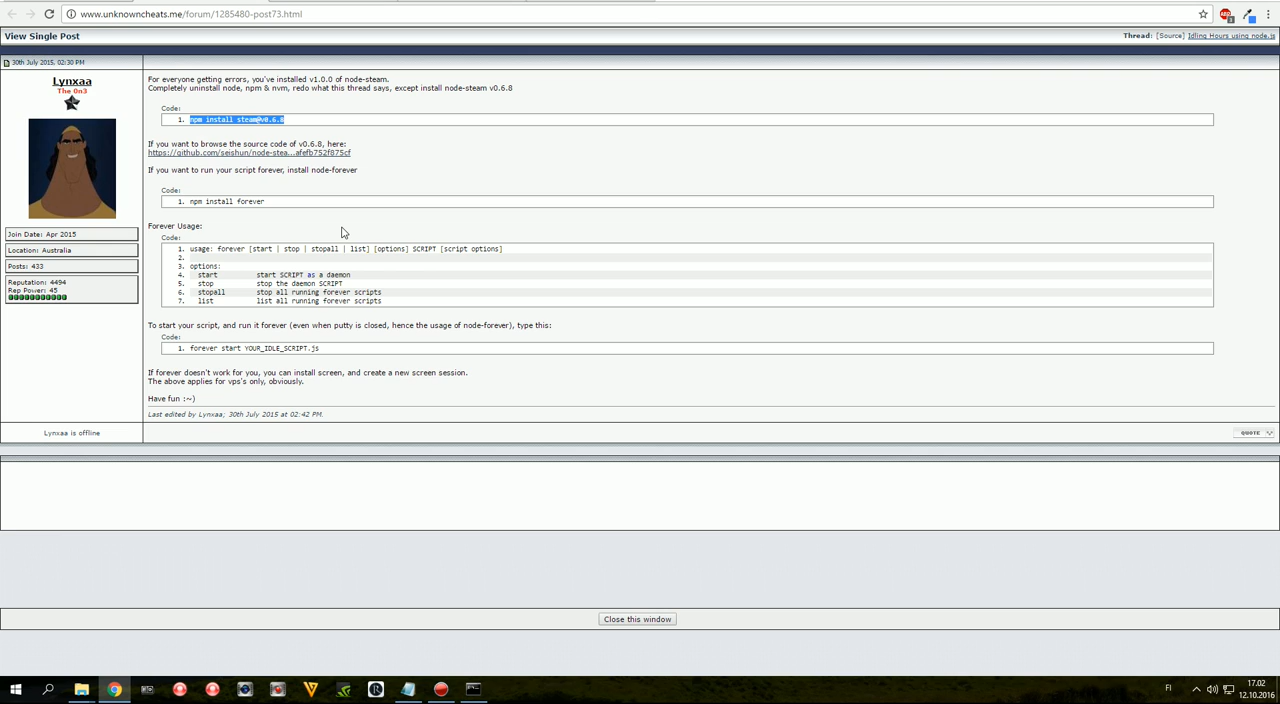 www.unknowncheats.me/forum/1285480-post73.html
View Single Post
Thread: [Source] Idling Hours using node.js
30th July 2015, 02:30 PM
Lynxaa
The 0n3
Join Date: Apr 2015
Location: Australia
Posts: 433
Reputation: 4494
Rep Power: 45
For everyone getting errors, you've installed v1.0.0 of node-steam.
Completely uninstall node, npm & nvm, redo what this thread says, except install node-steam v0.6.8
Code:
1. npm install steam@v0.6.8
If you want to browse the source code of v0.6.8, here:
https://github.com/seishun/node-stea...afefb752f875cf
If you want to run your script forever, install node-forever
Code:
1. npm install forever
Forever Usage:
Code:
1. usage: forever [start | stop | stopall | list] [options] SCRIPT [script options]
2.
3. options:
4. start start SCRIPT as a daemon
5. stop stop the daemon SCRIPT
6. stopall stop all running forever scripts
7. list list all running forever scripts
To start your script, and run it forever (even when putty is closed, hence the usage of node-forever), type this:
Code:
1. forever start YOUR_IDLE_SCRIPT.js
If forever doesn't work for you, you can install screen, and create a new screen session.
The above applies for vps's only, obviously.
Have fun :~)
Last edited by Lynxaa; 30th July 2015 at 02:42 PM.
Lynxaa is offline
QUOTE
Close this window
FI
17.02
12.10.2016